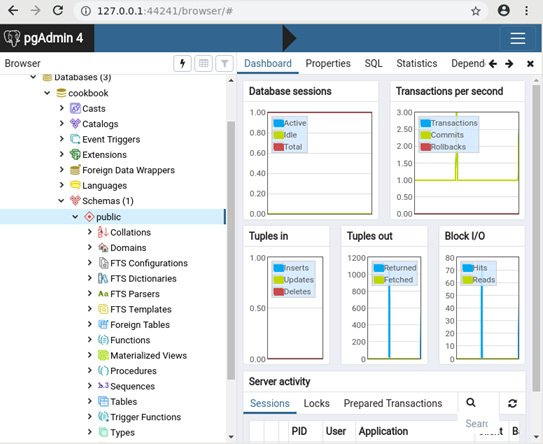 127.0.0.1:44241/browser/#
pgAdmin 4
Browser
Dashboard Properties SQL Statistics Depend
Databases (3)
cookbook
Casts
Catalogs
Event Triggers
Extensions
Foreign Data Wrappers
Languages
Schemas (1)
public
Collations
Domains
FTS Configurations
FTS Dictionaries
FTS Parsers
FTS Templates
Foreign Tables
Functions
Materialized Views
Procedures
Sequences
Tables
Trigger Functions
Types
Database sessions
1.00
0.80
0.60
0.40
0.20
0.00
Active
Idle
Total
Transactions per second
3.00
2.50
2.00
1.50
1.00
0.50
0.00
Transactions
Commits
Rollbacks
Tuples in
1.00
0.50
0.00
Inserts
Updates
Deletes
Tuples out
1200
1000
800
600
400
200
0
Returned
Fetched
Block I/O
80
70
60
50
40
30
20
10
0
Hits
Reads
Server activity
Sessions Locks Prepared Transactions
Searc
PID User Application Client Ba